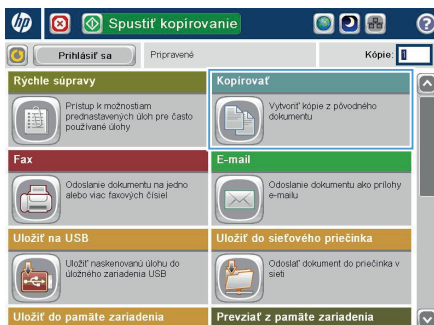 hp Spustiť kopírovanie ?
Prihlásiť sa Pripravené Kópie: 1
Rýchle súpravy
Prístup k možnostiam
prednastavených úloh pre často
používané úlohy
Kopírovať
Vytvoriť kópie z pôvodného
dokumentu
Fax
Odoslanie dokumentu na jedno
alebo viac faxových čísiel
E-mail
Odoslanie dokumentu ako prílohy
e-mailu
Uložiť na USB
Uložiť naskenovanú úlohu do
úložného zariadenia USB
Uložiť do sieťového priečinka
Odoslať dokument do priečinka v
sieti
Uložiť do pamäte zariadenia
Prevziať z pamäte zariadenia